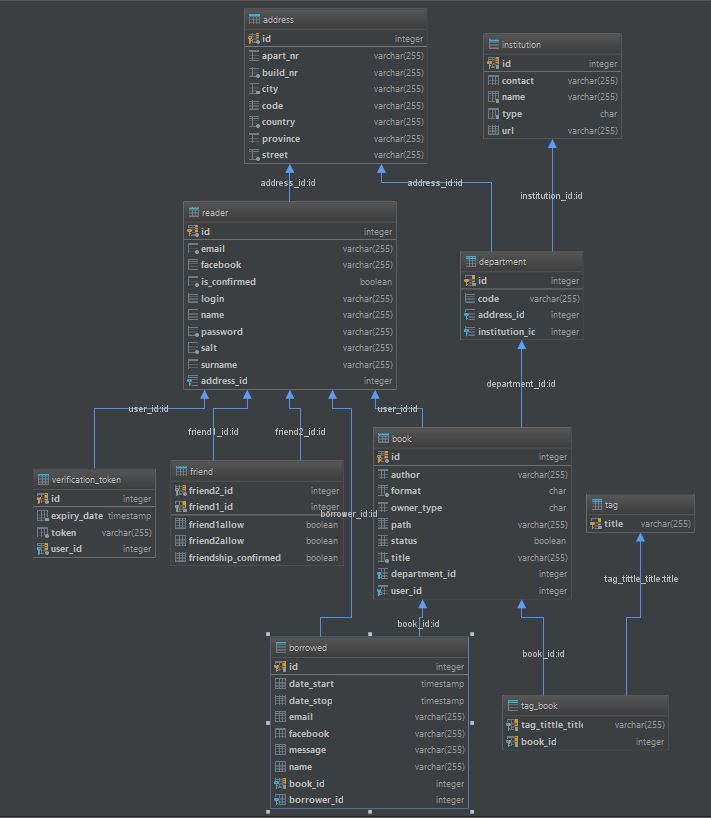 address
id integer
apart_nr varchar(255)
build_nr varchar(255)
city varchar(255)
code varchar(255)
country varchar(255)
province varchar(255)
street varchar(255)
institution
id integer
contact varchar(255)
name varchar(255)
type char
url varchar(255)
address_id:id
address_id:id
institution_id:id
reader
id integer
email varchar(255)
facebook varchar(255)
is_confirmed boolean
login varchar(255)
name varchar(255)
password varchar(255)
salt varchar(255)
surname varchar(255)
address_id integer
department
id integer
code varchar(255)
address_id integer
institution_ic integer
department_id:id
user_id:id
user_id:id
friend1_id:id
friend2_id:id
book
id integer
author varchar(255)
format char
owner_type char
path varchar(255)
status boolean
title varchar(255)
department_id integer
user_id integer
verification_token
id integer
expiry_date timestamp
token varchar(255)
user_id integer
friend
friend2_id integer
friend1_id integer
friend1allow boolean
friend2allow boolean
friendship_confirmed boolean
borrower_id:id
tag
title varchar(255)
tag_tittle_title:title
book_id:id
book_id:id
borrowed
id integer
date_start timestamp
date_stop timestamp
email varchar(255)
facebook varchar(255)
message varchar(255)
name varchar(255)
book_id integer
borrower_id integer
tag_book
tag_tittle_title varchar(255)
book_id integer